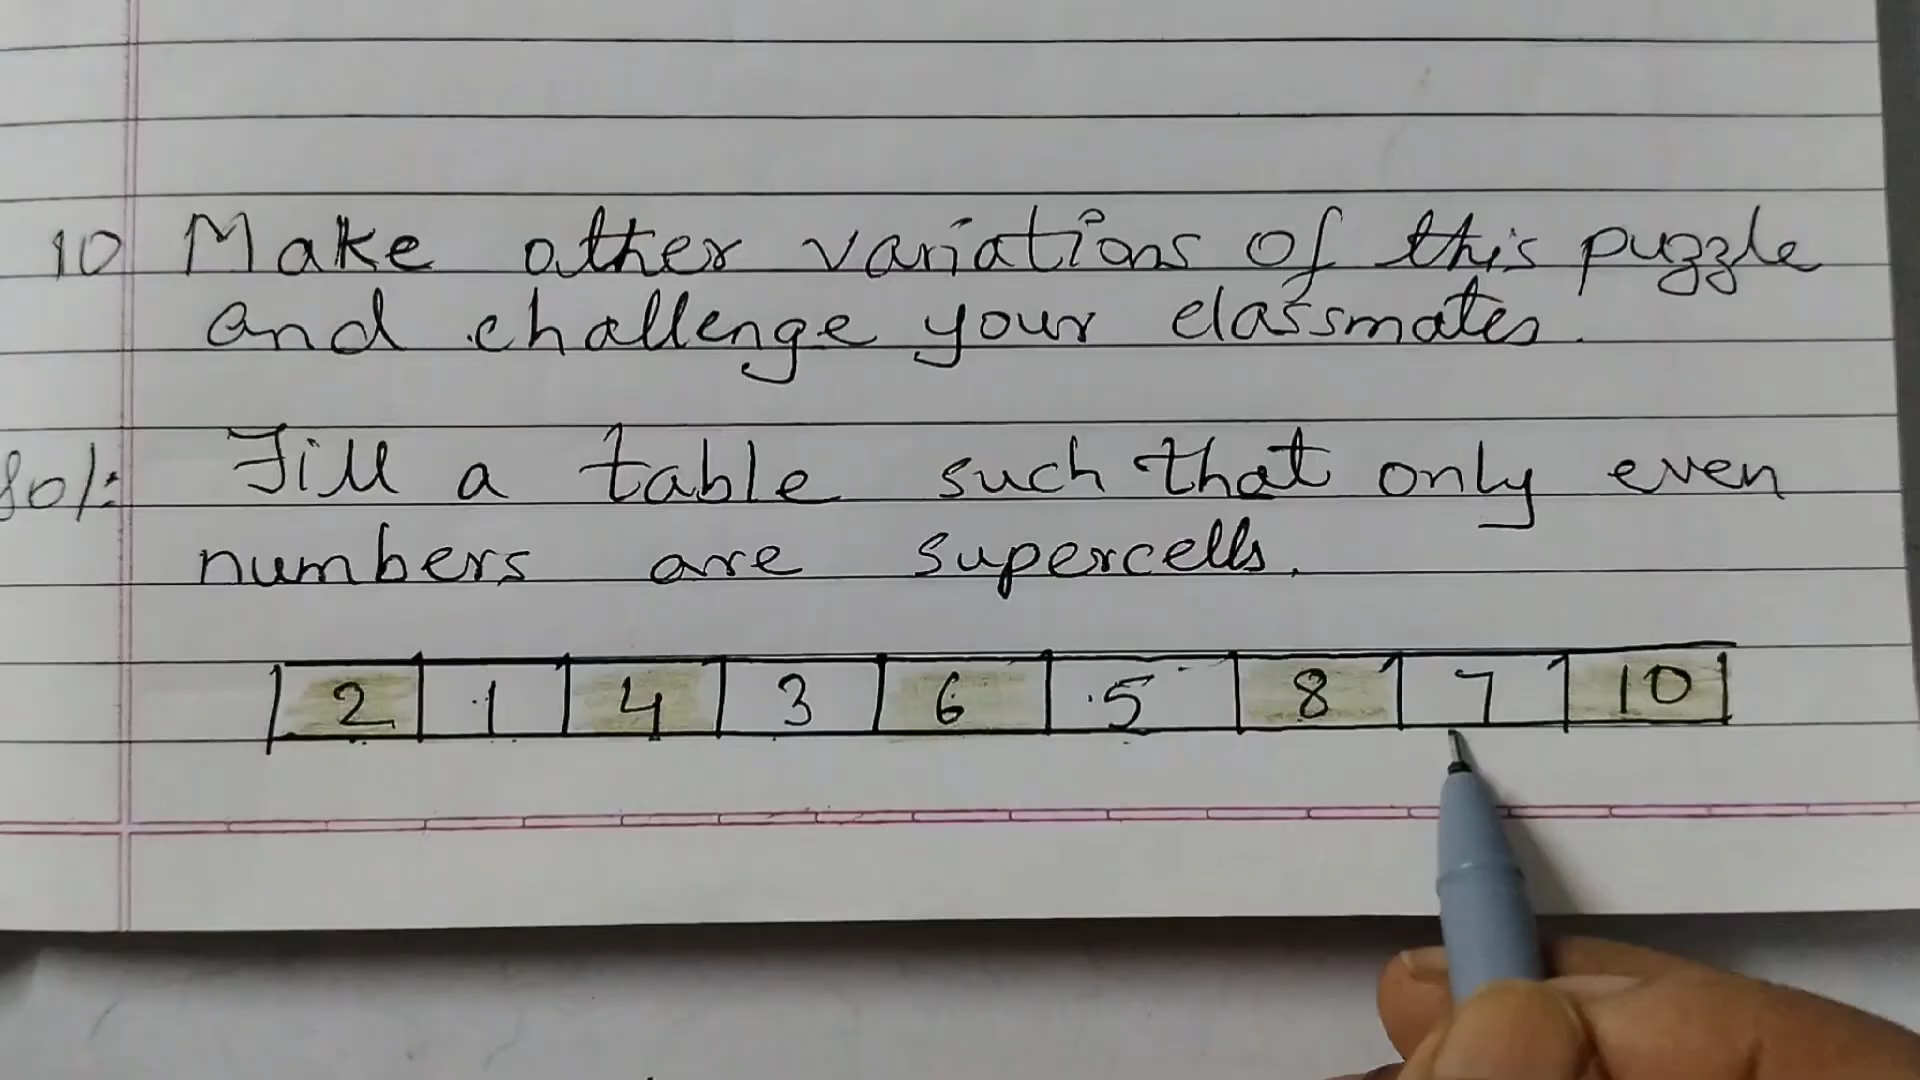 10 Make other variations of this puzzle
and challenge your classmates.
Sol: Fill a table such that only even
numbers are supercells.
2 1 4 3 6 5 8 7 10